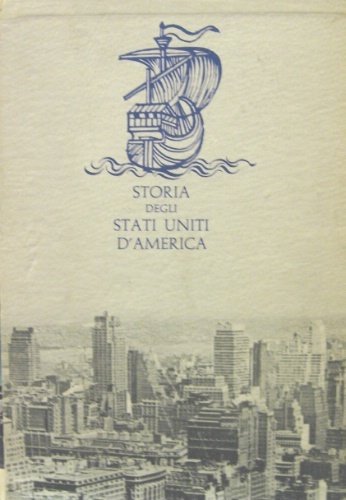 STORIA
DEGLI
STATI UNITI
D'AMERICA